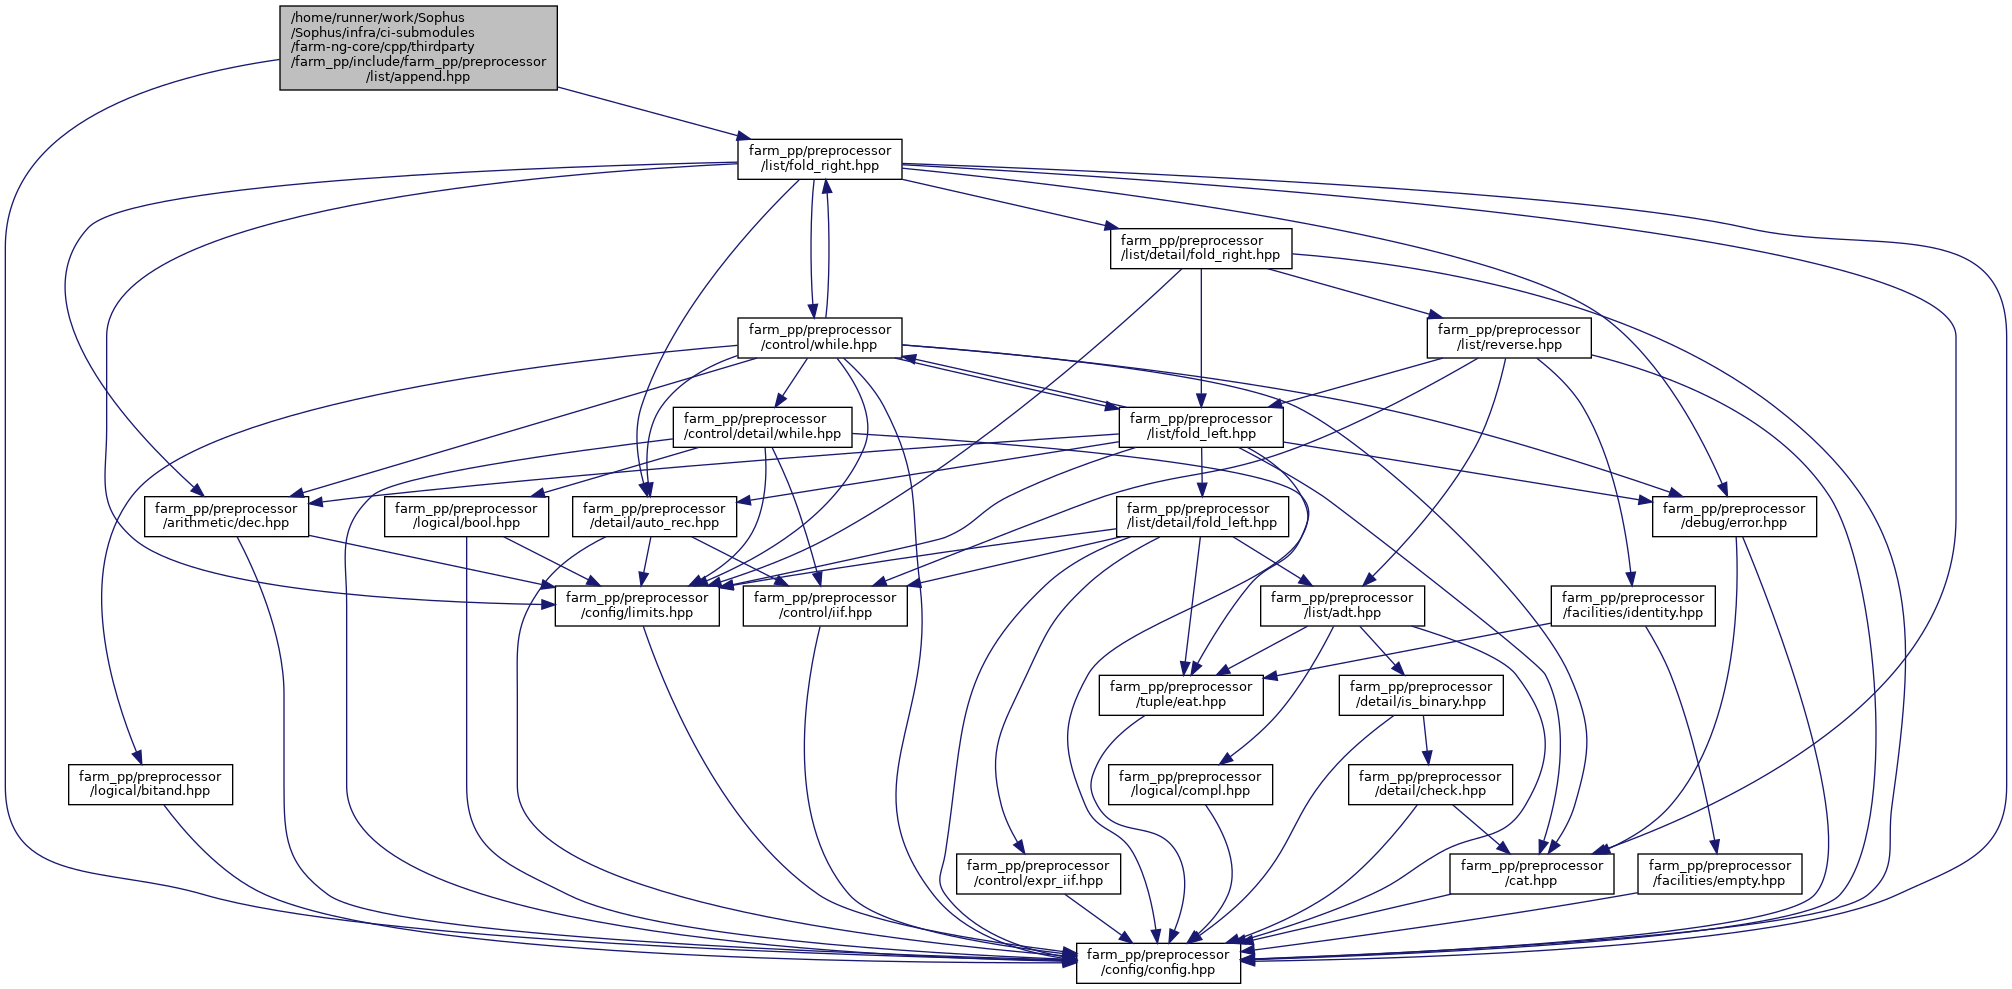 /home/runner/work/Sophus
/Sophus/infra/ci-submodules
/farm-ng-core/cpp/thirdparty
/farm_pp/include/farm_pp/preprocessor
/list/append.hpp
farm_pp/preprocessor
/list/fold_right.hpp
farm_pp/preprocessor
/list/detail/fold_right.hpp
farm_pp/preprocessor
/control/while.hpp
farm_pp/preprocessor
/list/reverse.hpp
farm_pp/preprocessor
/control/detail/while.hpp
farm_pp/preprocessor
/list/fold_left.hpp
farm_pp/preprocessor
/arithmetic/dec.hpp
farm_pp/preprocessor
/logical/bool.hpp
farm_pp/preprocessor
/detail/auto_rec.hpp
farm_pp/preprocessor
/list/detail/fold_left.hpp
farm_pp/preprocessor
/debug/error.hpp
farm_pp/preprocessor
/config/limits.hpp
farm_pp/preprocessor
/control/iif.hpp
farm_pp/preprocessor
/list/adt.hpp
farm_pp/preprocessor
/facilities/identity.hpp
farm_pp/preprocessor
/tuple/eat.hpp
farm_pp/preprocessor
/detail/is_binary.hpp
farm_pp/preprocessor
/logical/bitand.hpp
farm_pp/preprocessor
/logical/compl.hpp
farm_pp/preprocessor
/detail/check.hpp
farm_pp/preprocessor
/control/expr_iif.hpp
farm_pp/preprocessor
/cat.hpp
farm_pp/preprocessor
/facilities/empty.hpp
farm_pp/preprocessor
/config/config.hpp